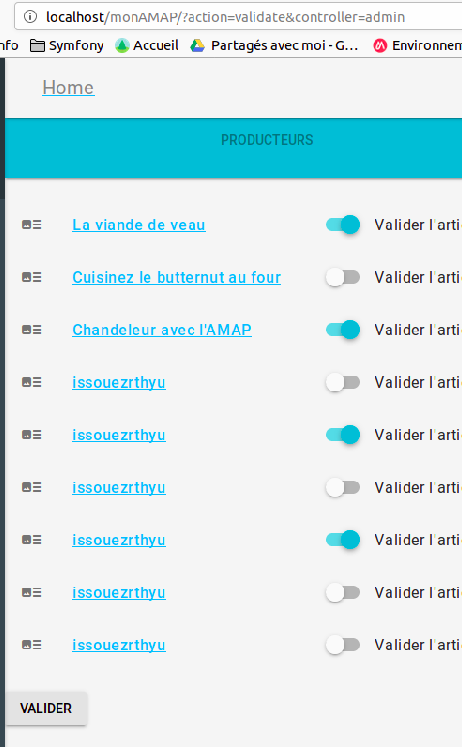 localhost/monAMAP/?action=validate&controller=admin
nfo Symfony Accueil Partagés avec moi - G… Environnem
Home
PRODUCTEURS
La viande de veau Valider l'arti
Cuisinez le butternut au four Valider l'arti
Chandeleur avec l'AMAP Valider l'arti
issouezrthyu Valider l'arti
issouezrthyu Valider l'arti
issouezrthyu Valider l'arti
issouezrthyu Valider l'arti
issouezrthyu Valider l'arti
issouezrthyu Valider l'arti
VALIDER